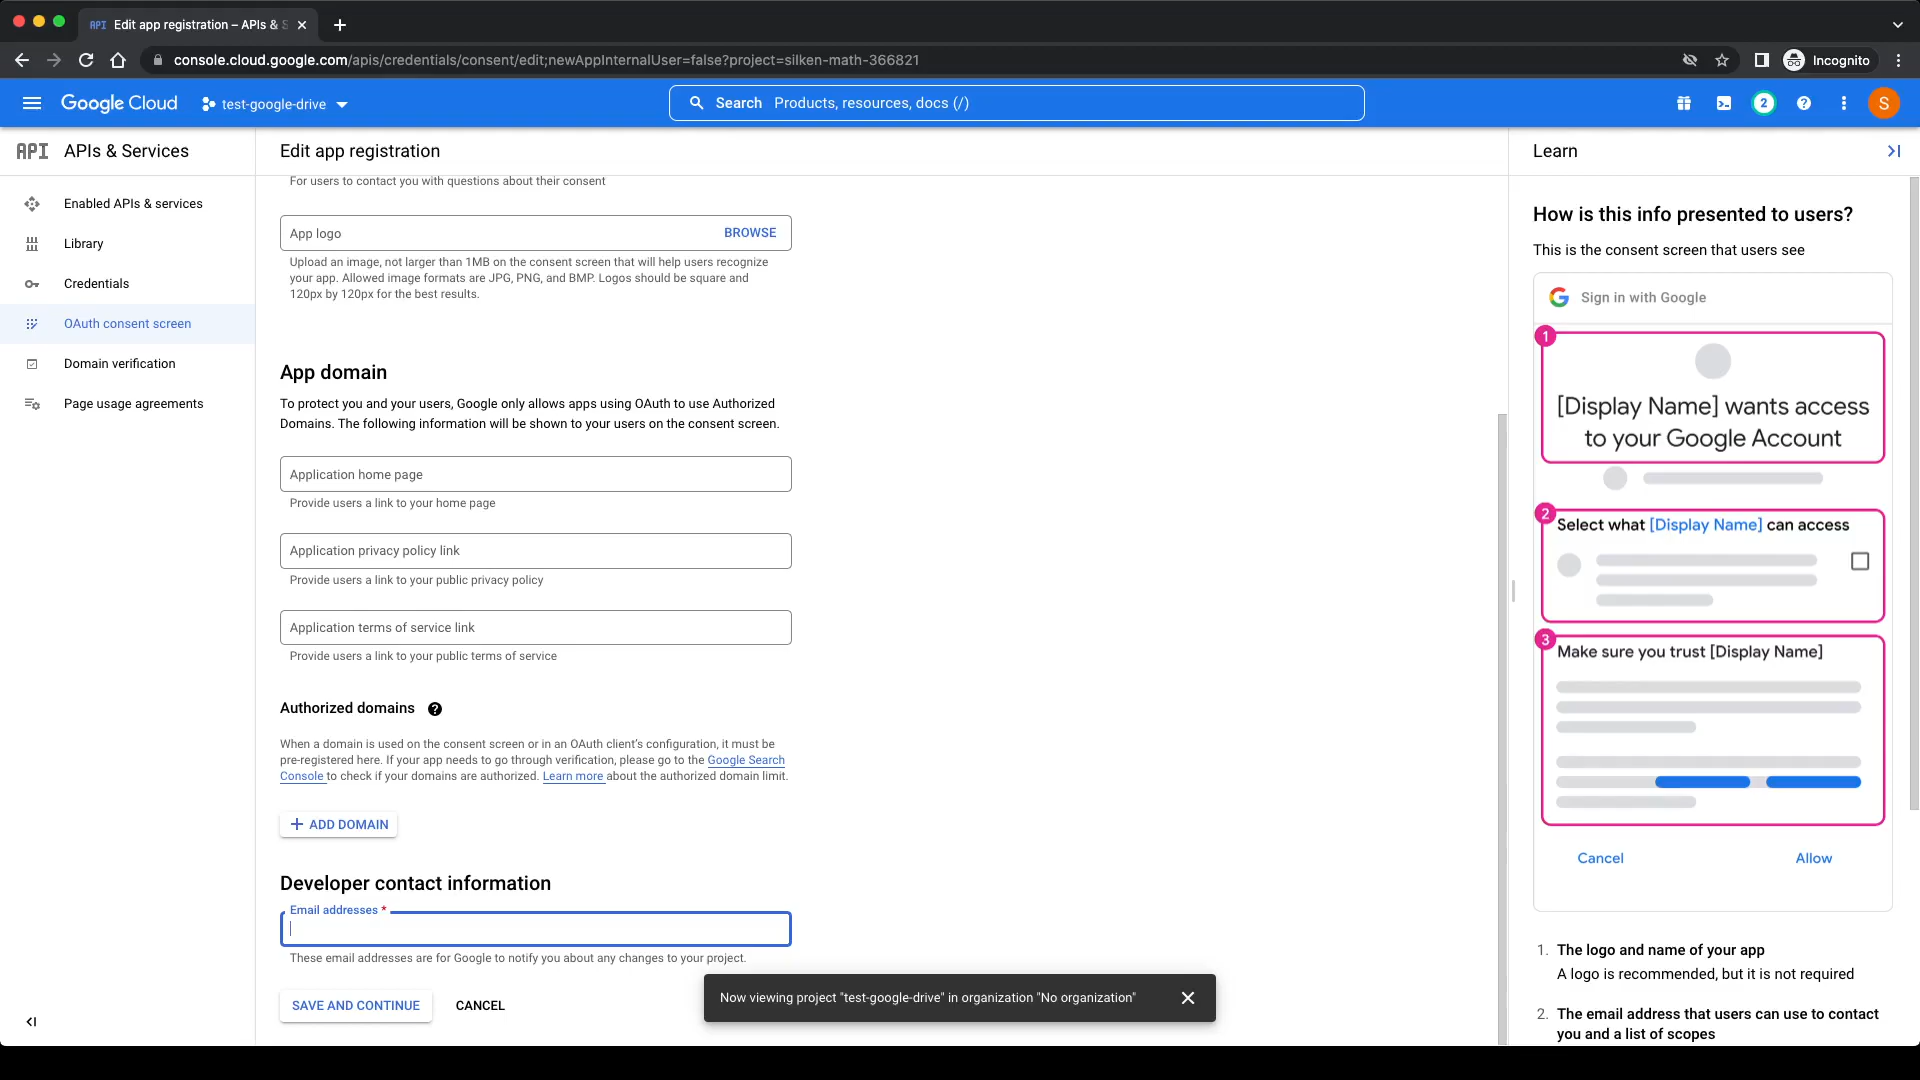 API Edit app registration – APIs & S
console.cloud.google.com/apis/credentials/consent/edit;newAppInternalUser=false?project=silken-math-366821
Incognito
Google Cloud
test-google-drive
Search Products, resources, docs (/)
2
S
API APIs & Services
Enabled APIs & services
Library
Credentials
OAuth consent screen
Domain verification
Page usage agreements
Edit app registration
For users to contact you with questions about their consent
App logo
BROWSE
Upload an image, not larger than 1MB on the consent screen that will help users recognize
your app. Allowed image formats are JPG, PNG, and BMP. Logos should be square and
120px by 120px for the best results.
App domain
To protect you and your users, Google only allows apps using OAuth to use Authorized
Domains. The following information will be shown to your users on the consent screen.
Application home page
Provide users a link to your home page
Application privacy policy link
Provide users a link to your public privacy policy
Application terms of service link
Provide users a link to your public terms of service
Authorized domains
When a domain is used on the consent screen or in an OAuth client's configuration, it must be
pre-registered here. If your app needs to go through verification, please go to the Google Search
Console to check if your domains are authorized. Learn more about the authorized domain limit.
ADD DOMAIN
Developer contact information
Email addresses *
These email addresses are for Google to notify you about any changes to your project.
SAVE AND CONTINUE
CANCEL
Now viewing project "test-google-drive" in organization "No organization"
Learn
How is this info presented to users?
This is the consent screen that users see
Sign in with Google
1
[Display Name] wants access
to your Google Account
2
Select what [Display Name] can access
3
Make sure you trust [Display Name]
Cancel
Allow
1. The logo and name of your app
A logo is recommended, but it is not required
2. The email address that users can use to contact
you and a list of scopes